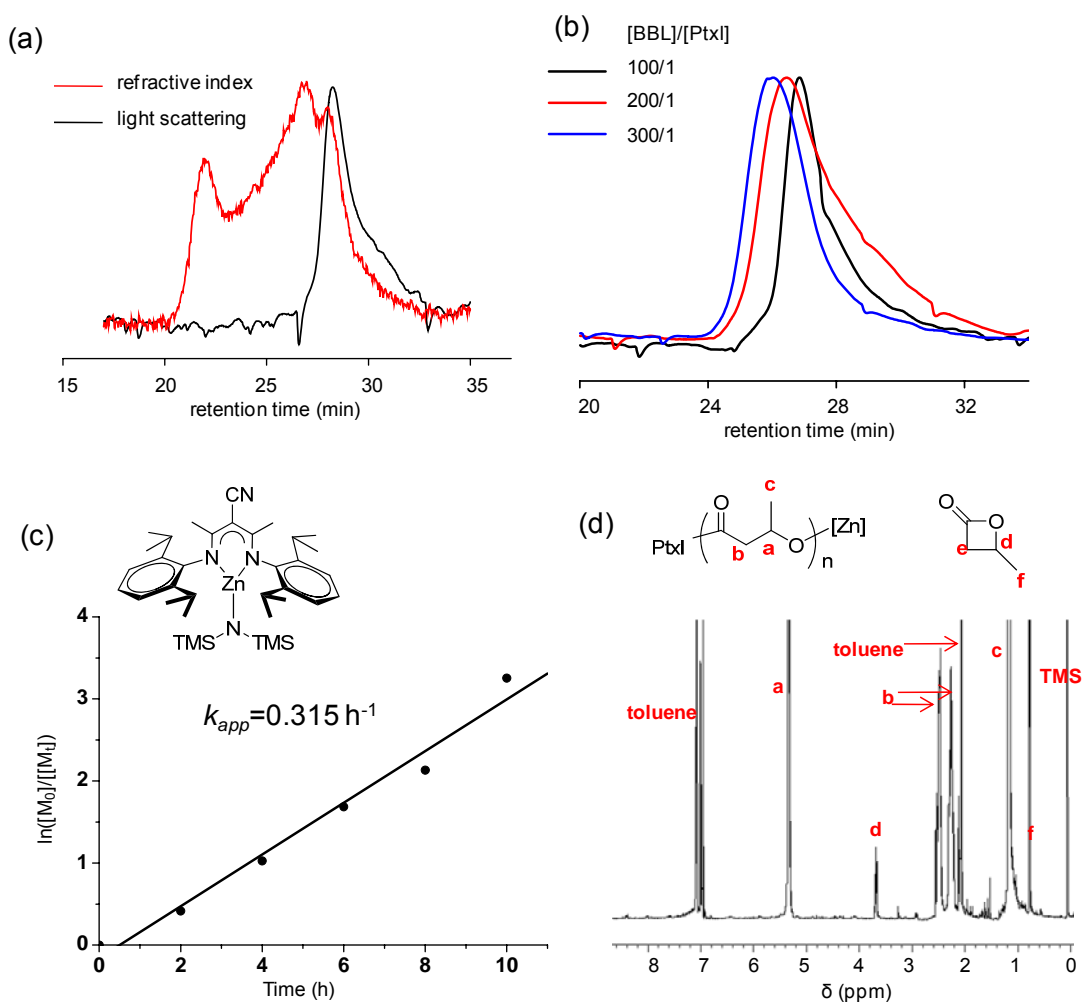 (a)
refractive index
light scattering
15 20 25 30 35
retention time (min)
(b)
[BBL]/[Ptxl]
100/1
200/1
300/1
20 24 28 32
retention time (min)
(c)
CN
N N
Zn
N
TMS TMS
k_app=0.315 h⁻¹
ln([M₀]/[[Mₜ])
4
3
2
1
0
0 2 4 6 8 10
Time (h)
(d)
c
O
Ptxl b a O [Zn]
n
O O
e d
f
toluene
a
d
b
toluene
c
f
TMS
8 7 6 5 4 3 2 1 0
δ (ppm)